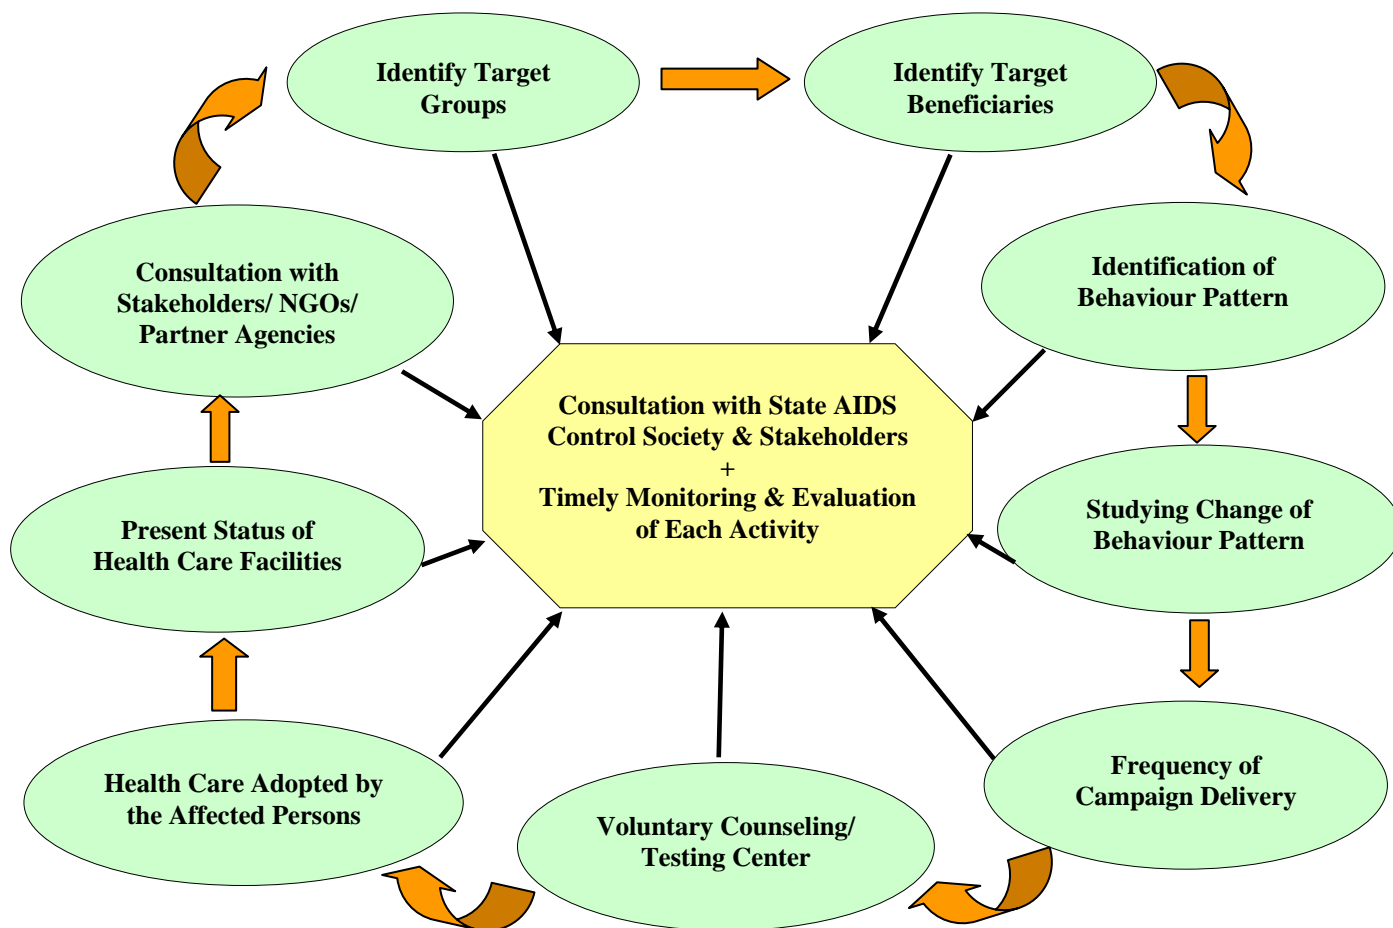 Identify Target
Groups
Identify Target
Beneficiaries
Consultation with
Stakeholders/ NGOs/
Partner Agencies
Identification of
Behaviour Pattern
Consultation with State AIDS
Control Society & Stakeholders
+
Timely Monitoring & Evaluation
of Each Activity
Present Status of
Health Care Facilities
Studying Change of
Behaviour Pattern
Health Care Adopted by
the Affected Persons
Voluntary Counseling/
Testing Center
Frequency of
Campaign Delivery